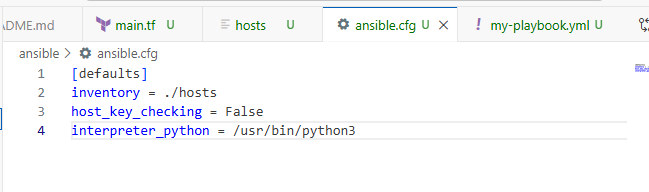 ADME.md main.tf U hosts U ansible.cfg U my-playbook.yml U
ansible > ansible.cfg
1 [defaults]
2 inventory = ./hosts
3 host_key_checking = False
4 interpreter_python = /usr/bin/python3